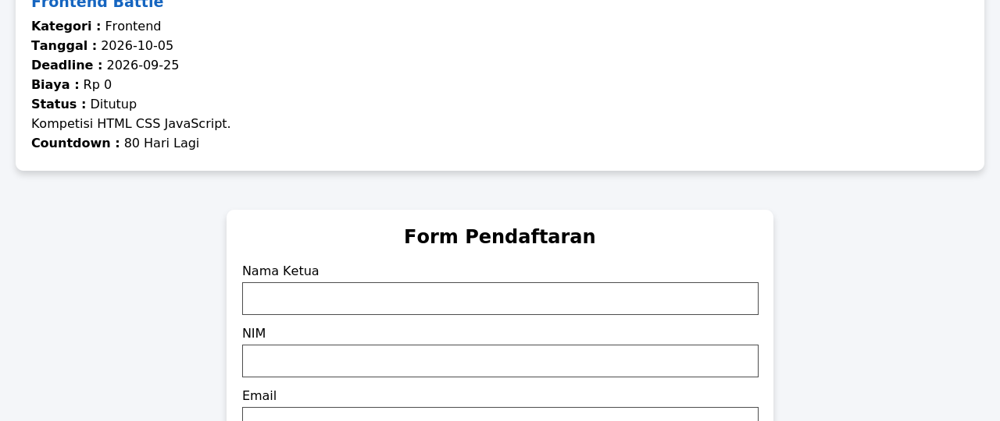 Frontend Battle
Kategori : Frontend
Tanggal : 2026-10-05
Deadline : 2026-09-25
Biaya : Rp 0
Status : Ditutup
Kompetisi HTML CSS JavaScript.
Countdown : 80 Hari Lagi
Form Pendaftaran
Nama Ketua
NIM
Email